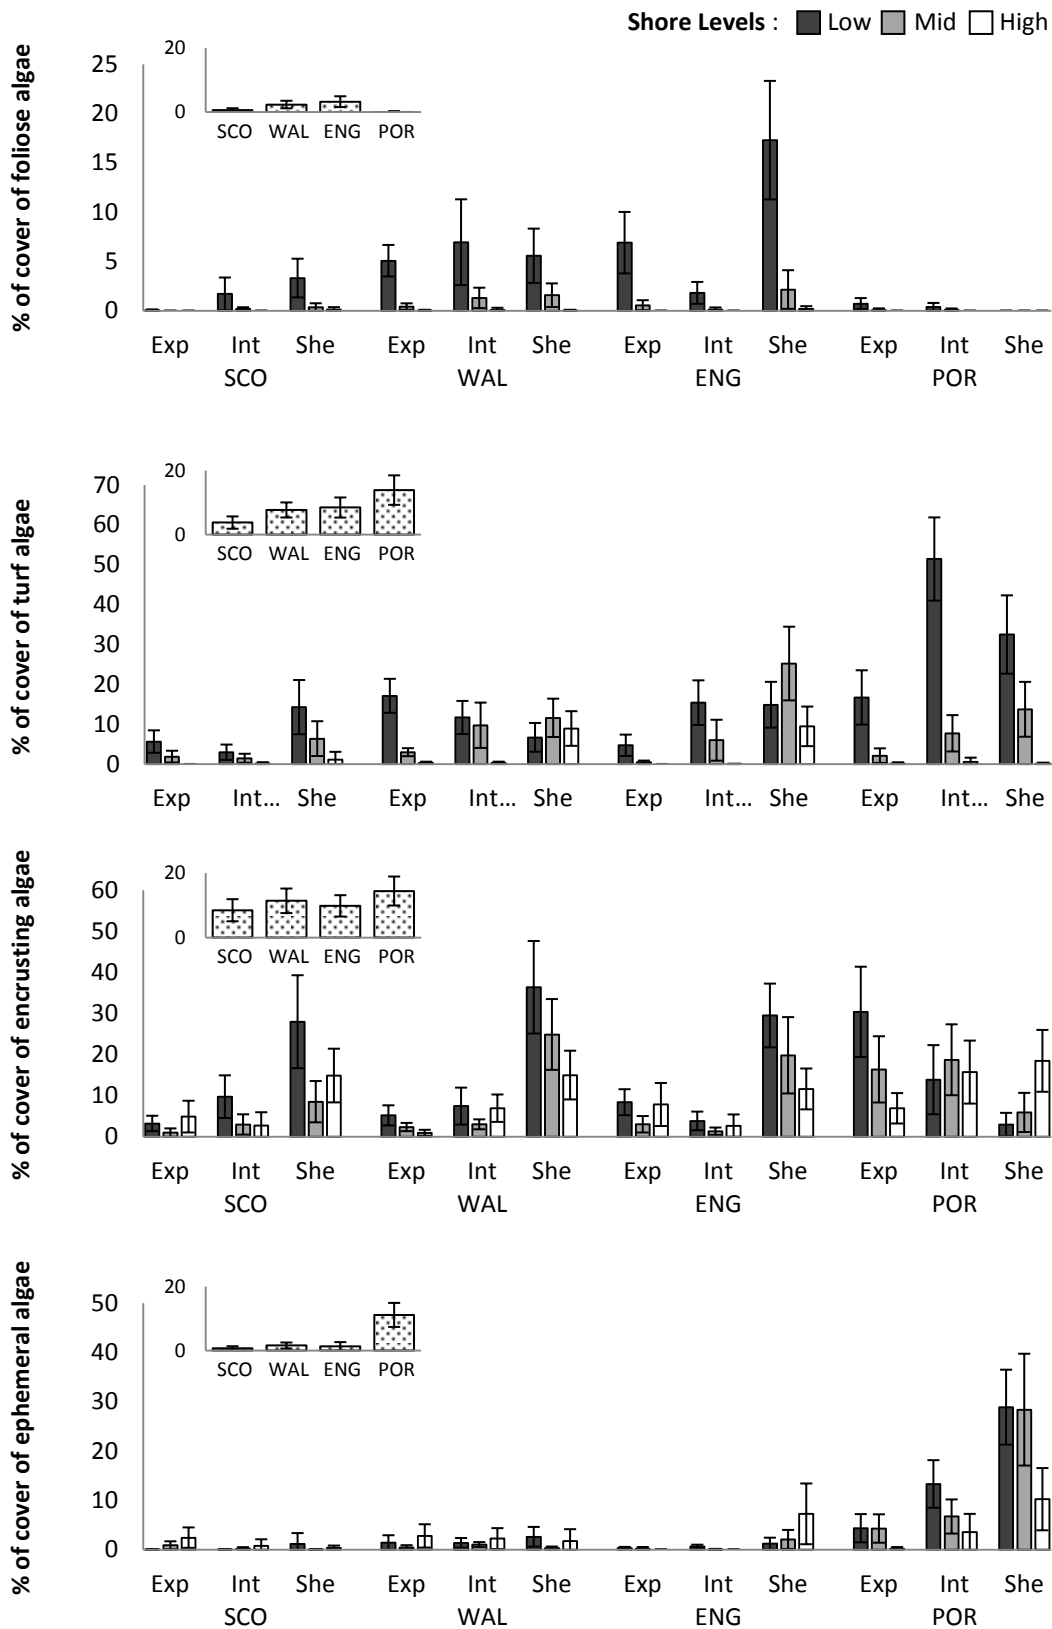 Shore Levels : Low Mid High
% of cover of foliose algae
25
20
15
10
5
0
20
0
SCO WAL ENG POR
Exp Int She Exp Int She Exp Int She Exp Int She
SCO WAL ENG POR
% of cover of turf algae
70
60
50
40
30
20
10
0
20
0
SCO WAL ENG POR
Exp Int... She Exp Int... She Exp Int... She Exp Int... She
% of cover of encrusting algae
60
50
40
30
20
10
0
20
0
SCO WAL ENG POR
Exp Int She Exp Int She Exp Int She Exp Int She
SCO WAL ENG POR
% of cover of ephemeral algae
50
40
30
20
10
0
20
0
SCO WAL ENG POR
Exp Int She Exp Int She Exp Int She Exp Int She
SCO WAL ENG POR